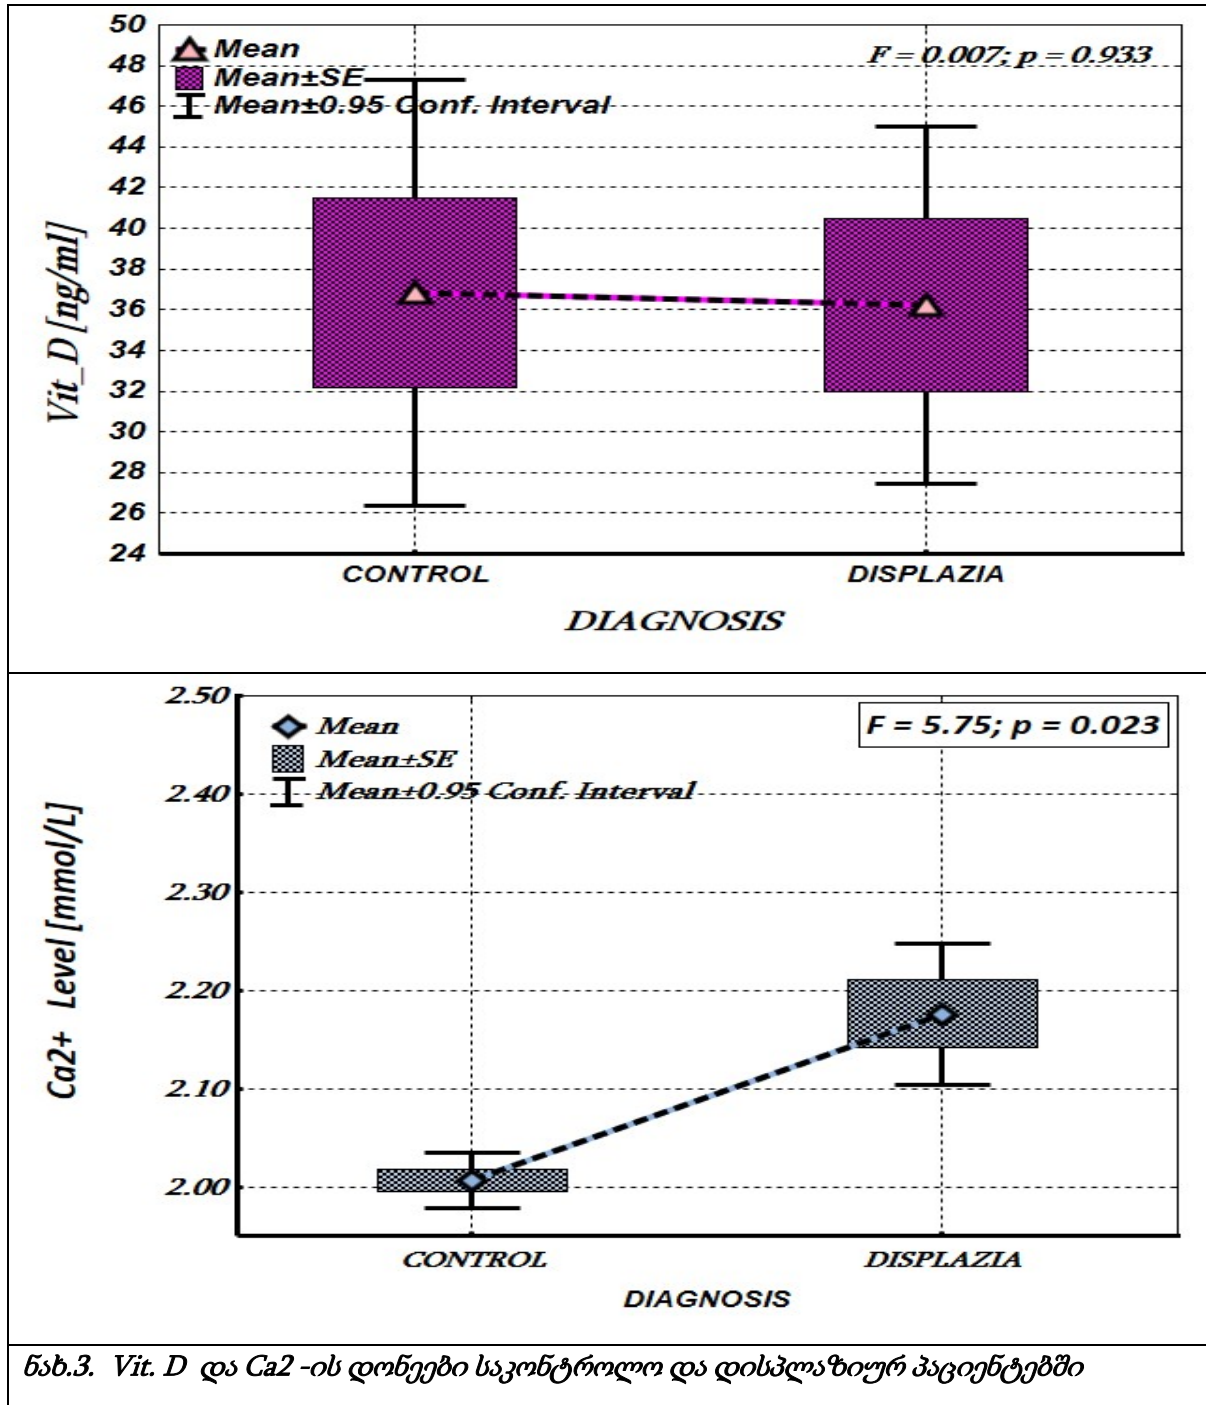 50
48
46
44
42
40
38
36
34
32
30
28
26
24
Vit_D [ng/ml]
Mean
Mean±SE
Mean±0.95 Conf. Interval
F = 0.007; p = 0.933
CONTROL
DISPLAZIA
DIAGNOSIS
2.50
2.40
2.30
2.20
2.10
2.00
Ca2+ Level [mmol/L]
Mean
Mean±SE
Mean±0.95 Conf. Interval
F = 5.75; p = 0.023
CONTROL
DISPLAZIA
DIAGNOSIS
ნახ.3. Vit. D და Ca2 -ის დონეები საკონტროლო და დისპლაზიურ პაციენტებში